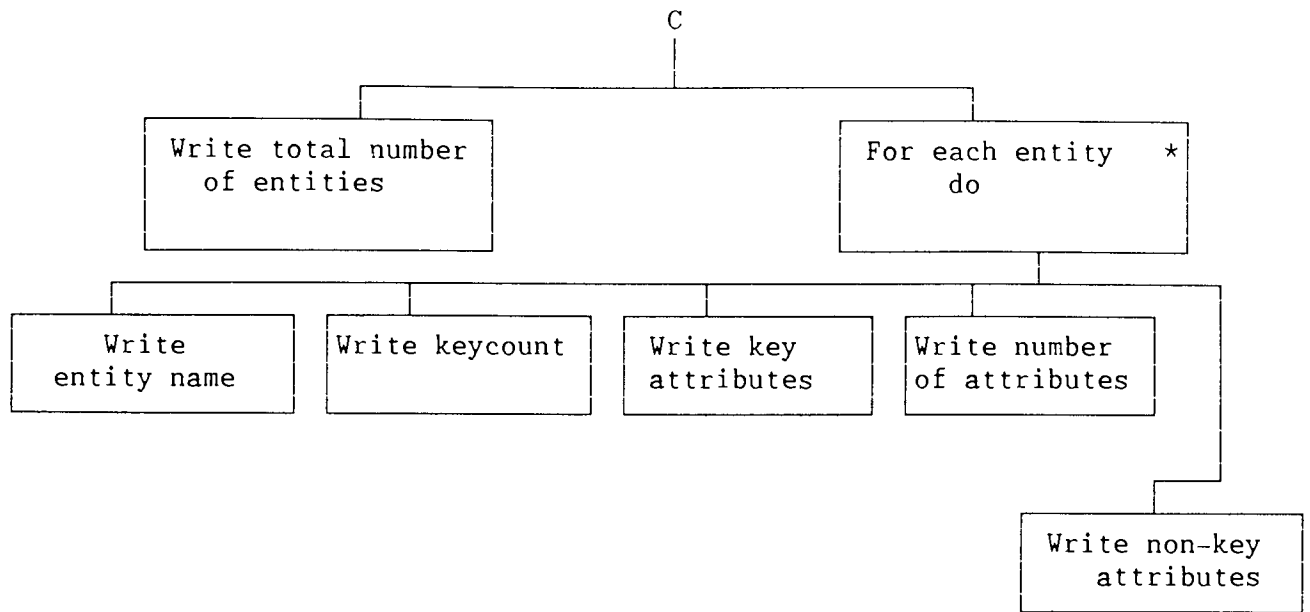 C
Write total number
of entities
For each entity *
do
Write
entity name
Write keycount
Write key
attributes
Write number
of attributes
Write non-key
attributes